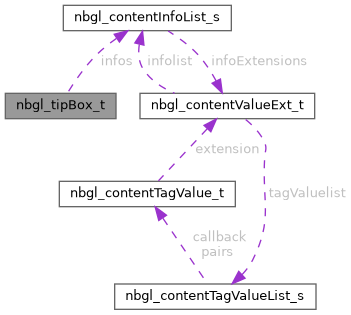 nbgl_contentInfoList_s
infos
infolist
infoExtensions
nbgl_tipBox_t
nbgl_contentValueExt_t
extension
nbgl_contentTagValue_t
tagValuelist
callback
pairs
nbgl_contentTagValueList_s